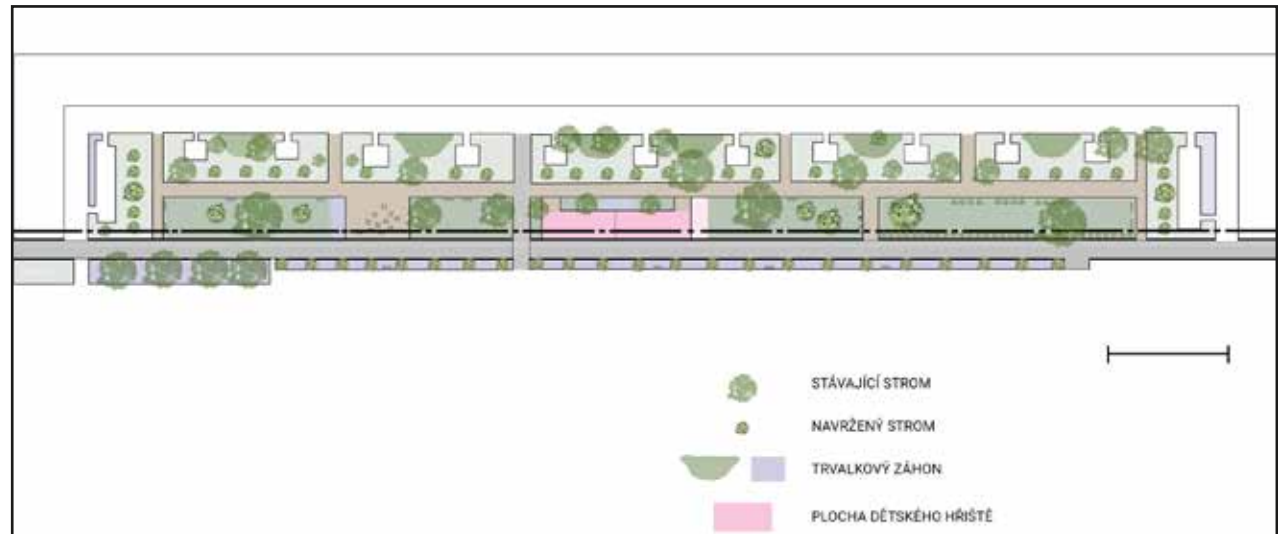 STÁVAJÍCÍ STROM
NAVRŽENÝ STROM
TRVALKOVÝ ZÁHON
PLOCHA DĚTSKÉHO HŘIŠTĚ